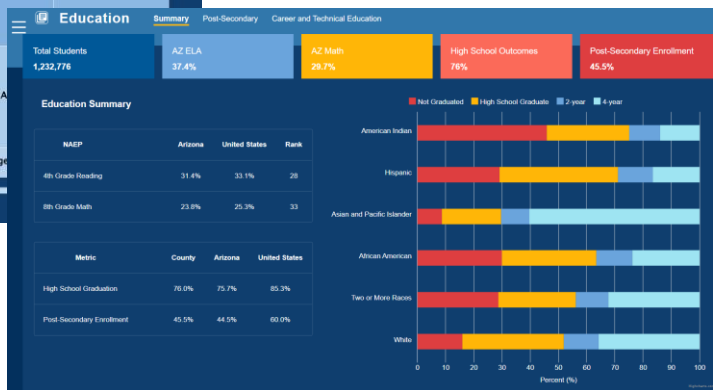 Education Summary Post-Secondary Career and Technical Education
Total Students AZ ELA AZ Math High School Outcomes Post-Secondary Enrollment
1,232,776 37.4% 29.7% 76% 45.5%
Education Summary
NAEP Arizona United States Rank
4th Grade Reading 31.4% 33.1% 28
8th Grade Math 23.8% 25.3% 33
Metric County Arizona United States
High School Graduation 76.0% 75.7% 85.3%
Post-Secondary Enrollment 45.5% 44.5% 60.0%
Not Graduated High School Graduate 2-year 4-year
American Indian
Hispanic
Asian and Pacific Islander
African American
Two or More Races
White
0 10 20 30 40 50 60 70 80 90 100
Percent (%)